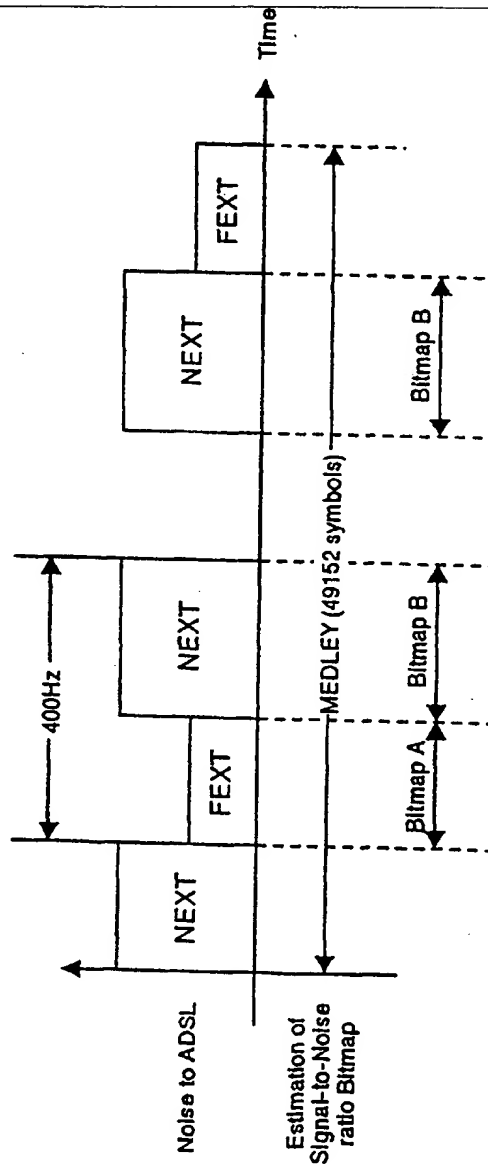 400Hz
Time
Noise to ADSL
NEXT
FEXT
NEXT
NEXT
FEXT
MEDLEY (49152 symbols)
Estimation of
Signal-to-Noise
ratio Bitmap
Bitmap A
Bitmap B
Bitmap B